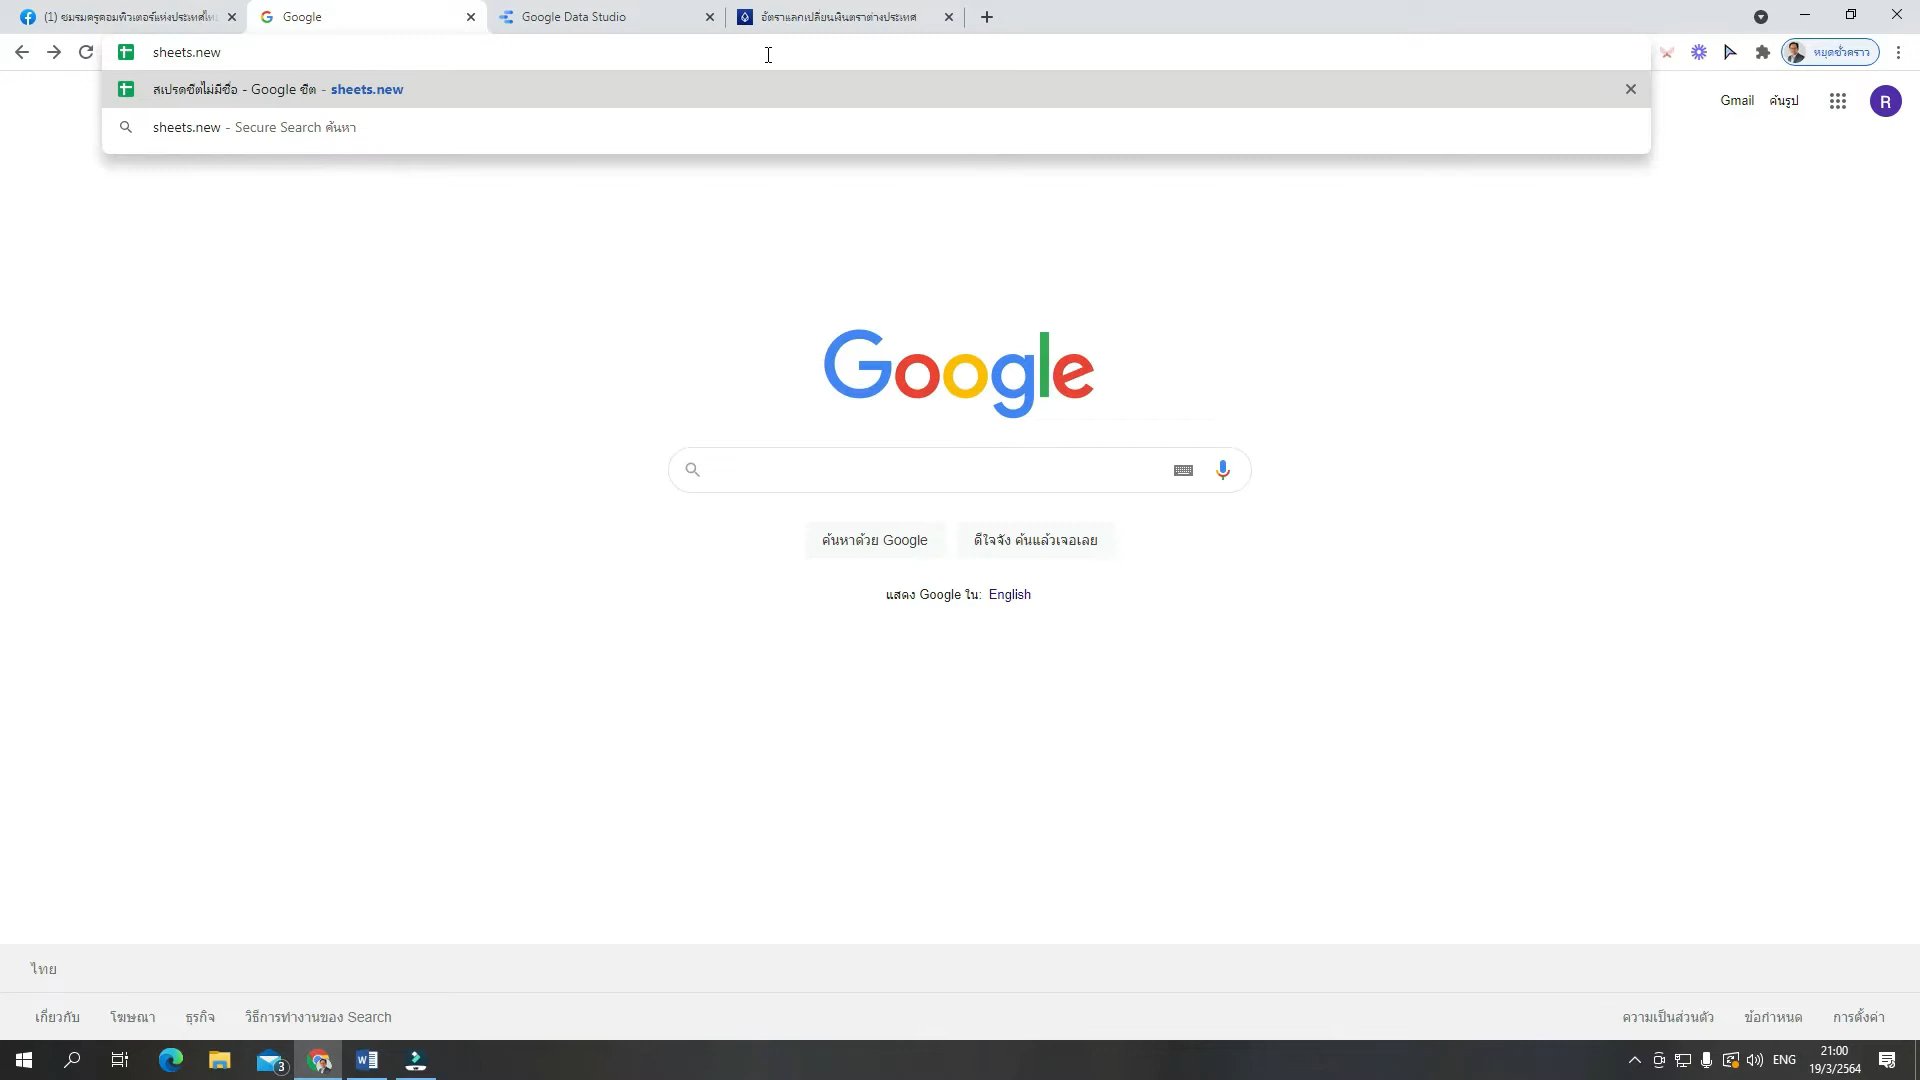 (1) ชมรมครูคอมพิวเตอร์แห่งประเทศไทย
Google
Google Data Studio
อัตราแลกเปลี่ยนเงินตราต่างประเทศ
sheets.new
หยุดชั่วคราว
สเปรดชีตไม่มีชื่อ - Google ชีต - sheets.new
sheets.new - Secure Search ค้นหา
Gmail ค้นรูป
R
Google
ค้นหาด้วย Google
ดีใจจัง ค้นแล้วเจอเลย
แสดง Google ใน: English
ไทย
เกี่ยวกับ โฆษณา ธุรกิจ วิธีการทำงานของ Search
ความเป็นส่วนตัว ข้อกำหนด การตั้งค่า
3
ENG
21:00
19/3/2564